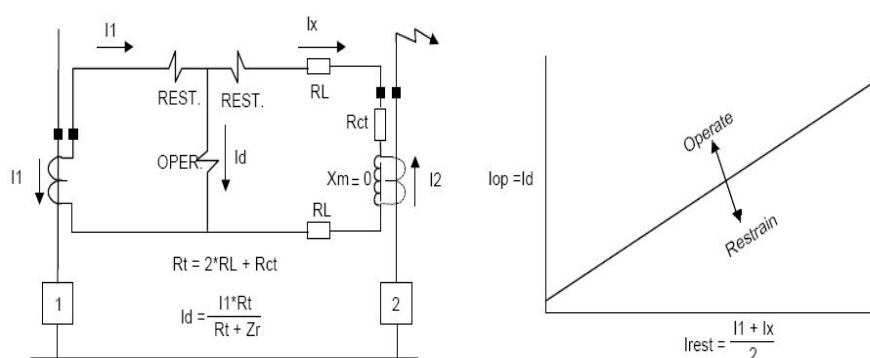 I1
Ix
REST.
REST.
RL
Rct
I1
OPER.
Id
Xm = 0
I2
RL
Rt = 2*RL + Rct
1
Id = I1*Rt
Rt + Zr
2
Operate
Iop =Id
Restrain
Irest = I1 + Ix
2